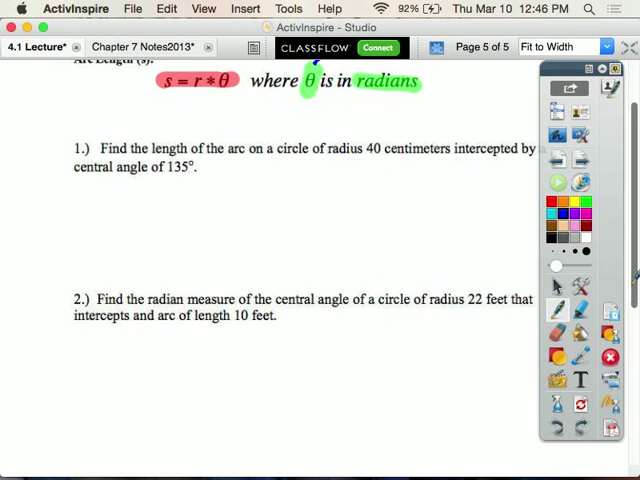 ActivInspire File Edit View Insert Tools 92% Thu Mar 10 12:46 PM
ActivInspire - Studio
4.1 Lecture* Chapter 7 Notes2013* CLASSFLOW Connect Page 5 of 5 Fit to Width
Arc Length (s):
s = r * θ where θ is in radians
1.) Find the length of the arc on a circle of radius 40 centimeters intercepted by a
central angle of 135°.
2.) Find the radian measure of the central angle of a circle of radius 22 feet that
intercepts and arc of length 10 feet.